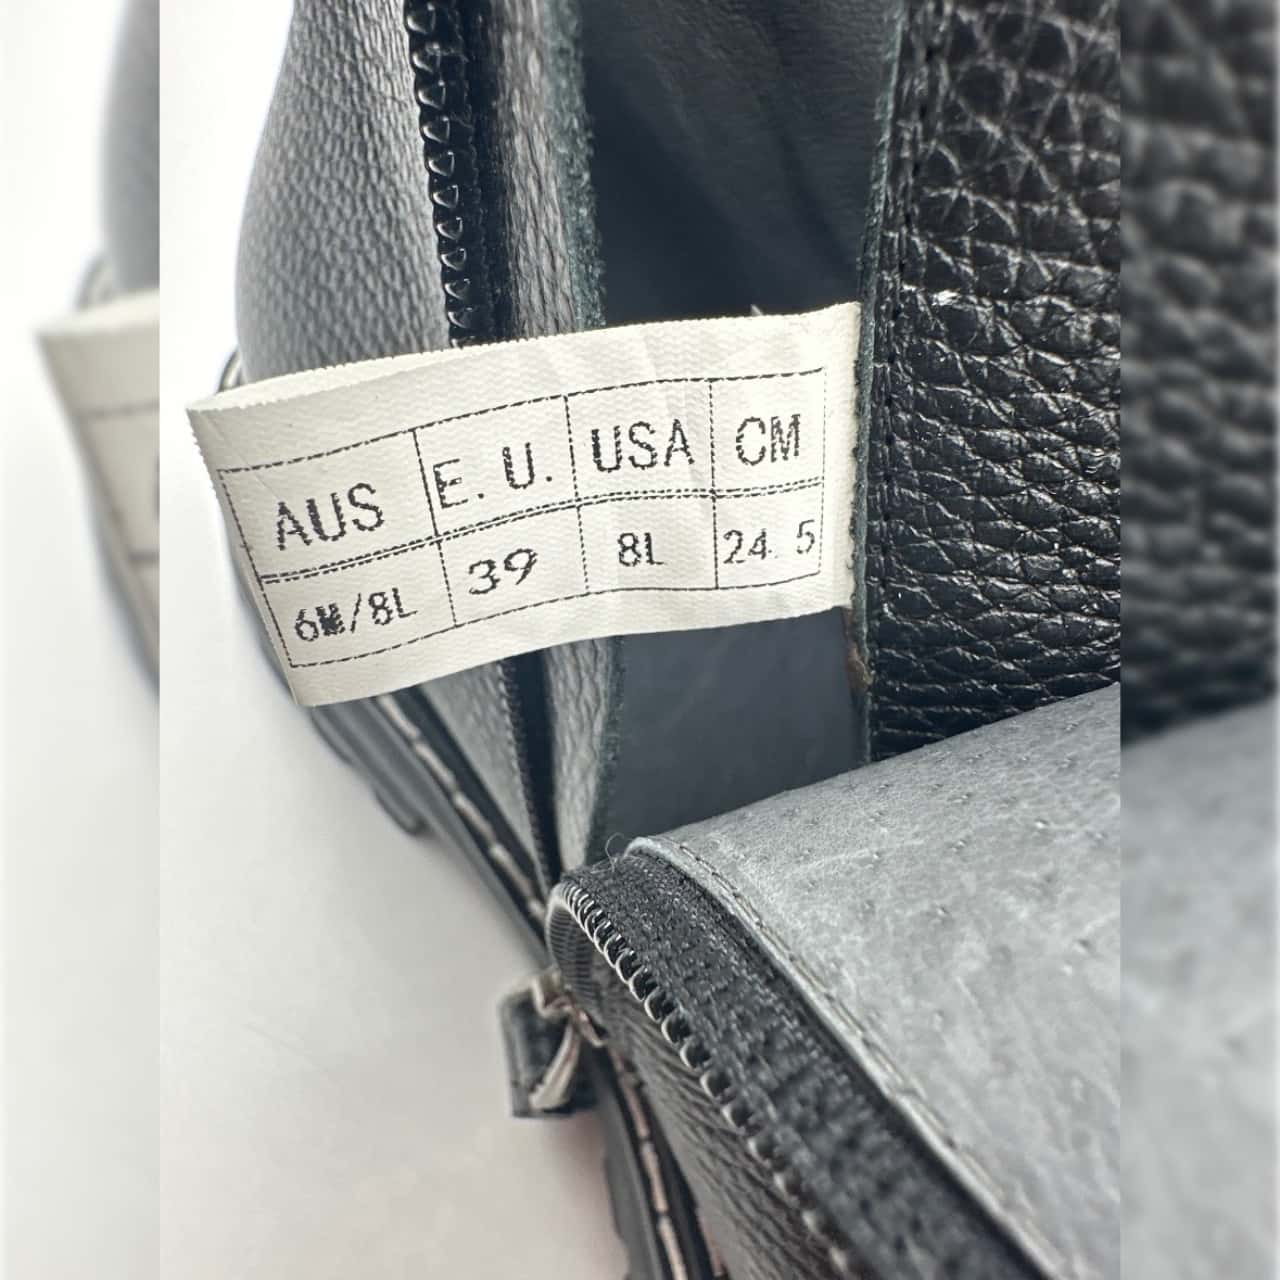 AUS E. U. USA CM
6M/8L 39 8L 24. 5